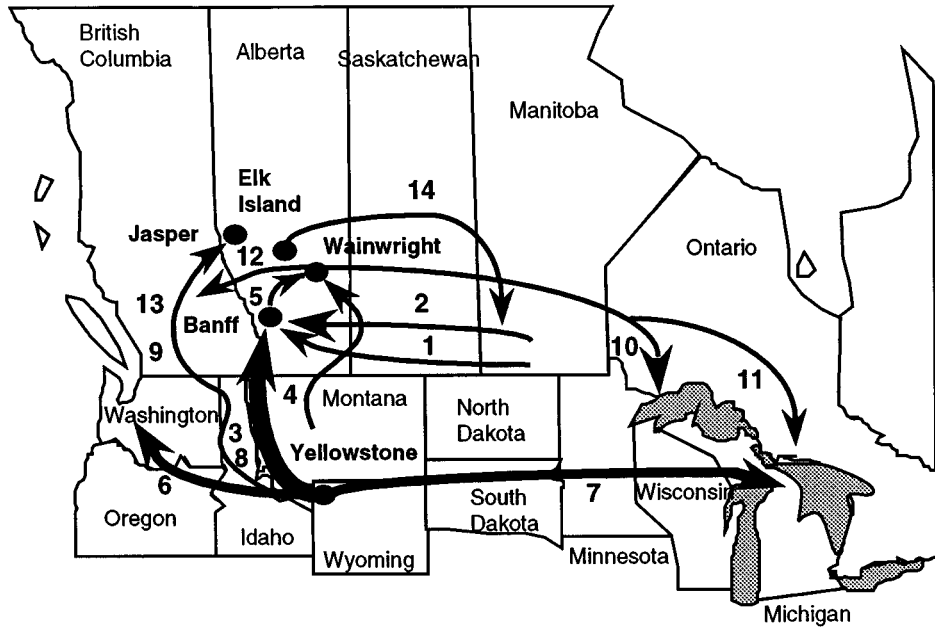 British
Columbia
Alberta
Saskatchewan
Manitoba
Elk
Island
14
Jasper
12
Wainwright
Ontario
13
5
2
Banff
9
1
10
11
4
Montana
Washington
North
Dakota
3
8
Yellowstone
6
7
Wisconsin
Oregon
South
Dakota
Idaho
Wyoming
Minnesota
Michigan